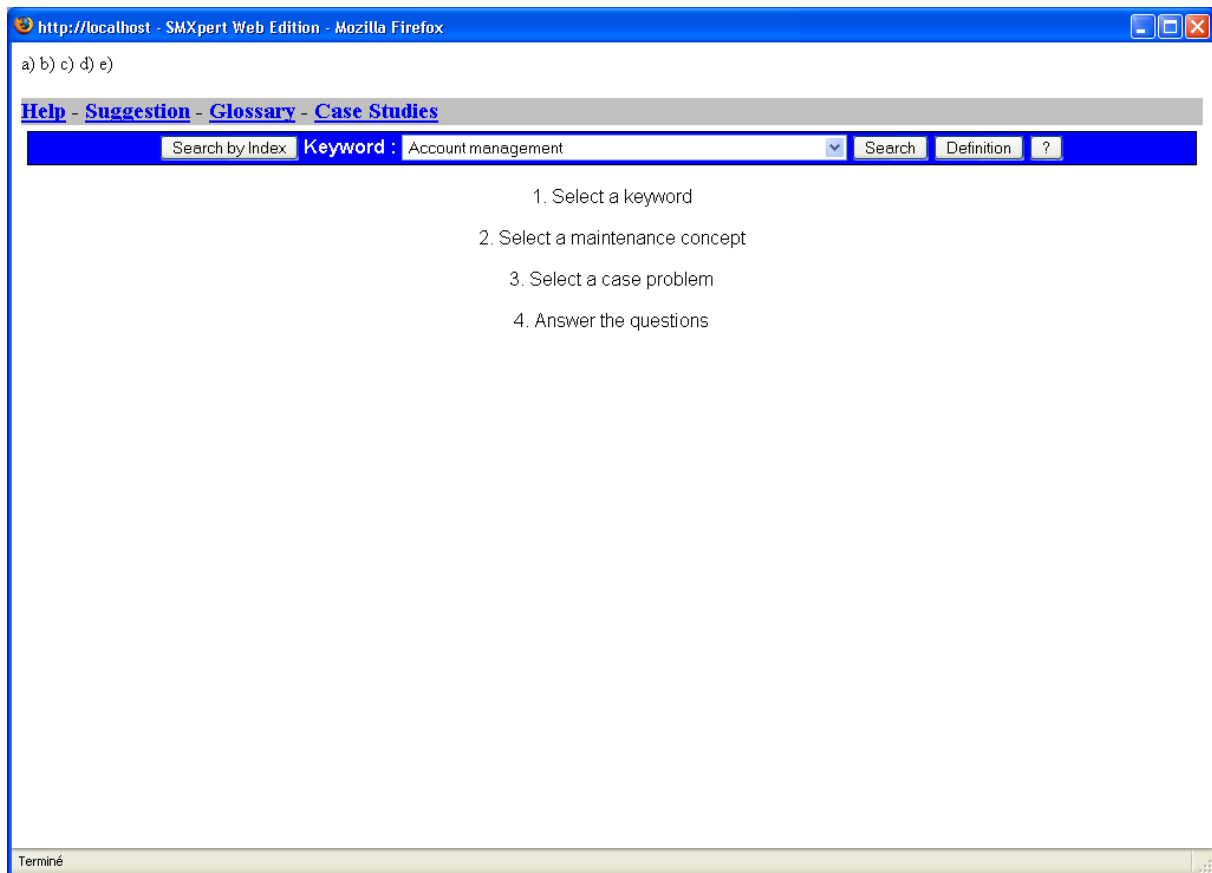 http://localhost - SMXpert Web Edition - Mozilla Firefox
a) b) c) d) e)
Help - Suggestion - Glossary - Case Studies
Search by Index Keyword : Account management Search Definition ?
1. Select a keyword
2. Select a maintenance concept
3. Select a case problem
4. Answer the questions
Terminé